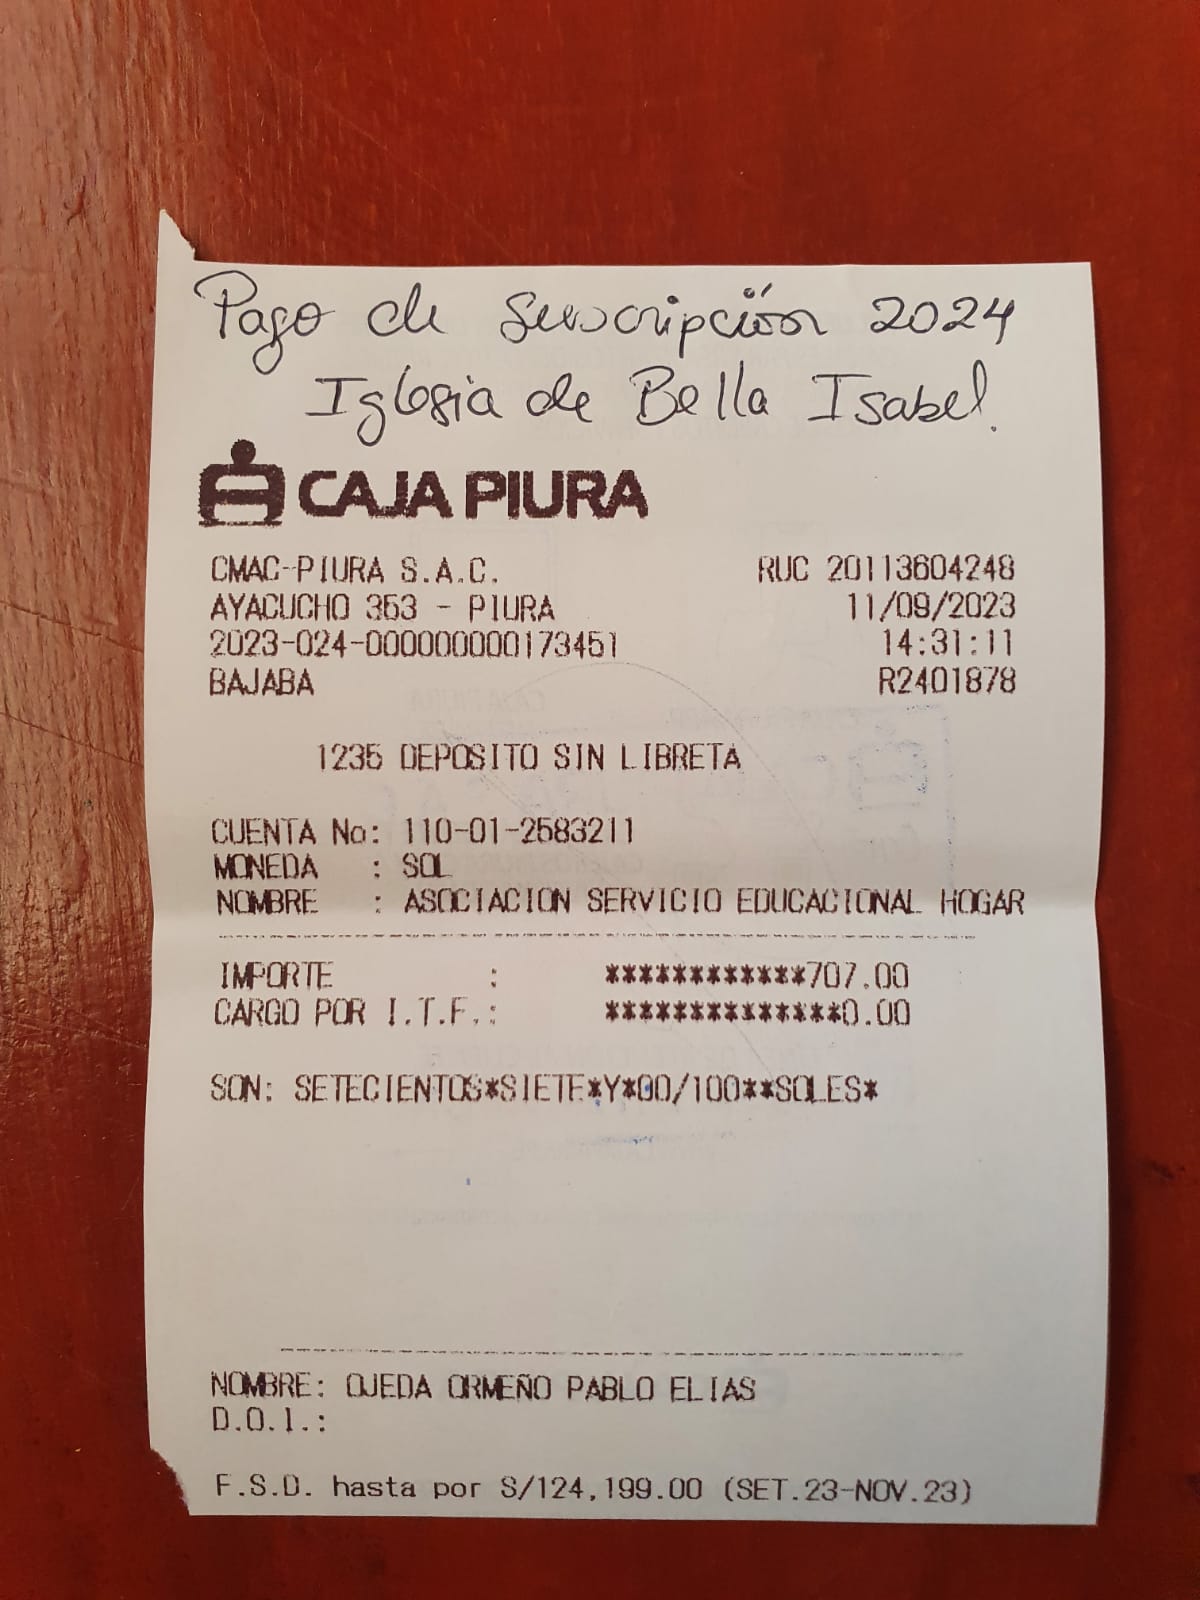 Pago de suscripción 2024
Iglesia de Bella Isabel.
CAJA PIURA
CMAC-PIURA S.A.C. RUC 20113604248
AYACUCHO 353 - PIURA 11/09/2023
2023-024-000000000173451 14:31:11
BAJABA R2401878
1235 DEPOSITO SIN LIBRETA
CUENTA No: 110-01-2583211
MONEDA : SOL
NOMBRE : ASOCIACION SERVICIO EDUCACIONAL HOGAR
IMPORTE : ************707.00
CARGO POR I.T.F.: **************0.00
SON: SETECIENTOS*SIETE*Y*00/100**SOLES*
NOMBRE: OJEDA ORMEÑO PABLO ELIAS
D.O.I.:
F.S.D. hasta por S/124,199.00 (SET.23-NOV.23)